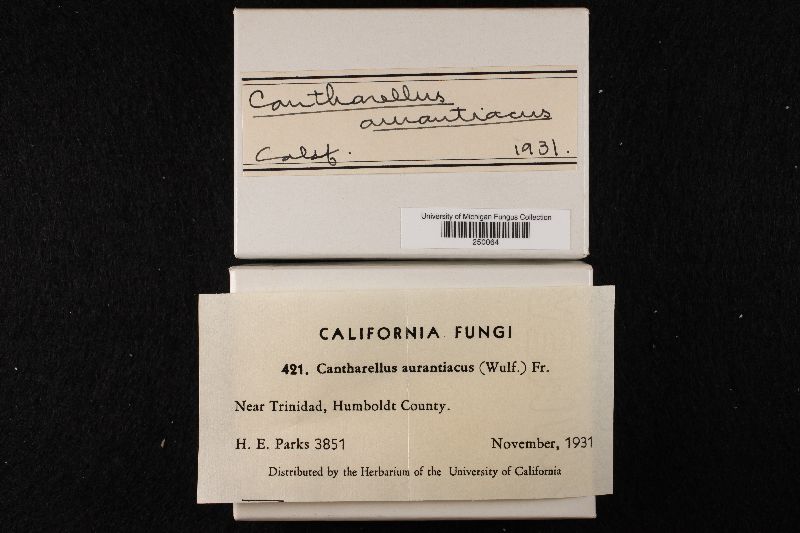 Cantharellus
aurantiacus
Calif. 1931.
University of Michigan Fungus Collection
250064
CALIFORNIA FUNGI
421. Cantharellus aurantiacus (Wulf.) Fr.
Near Trinidad, Humboldt County.
H. E. Parks 3851 November, 1931
Distributed by the Herbarium of the University of California